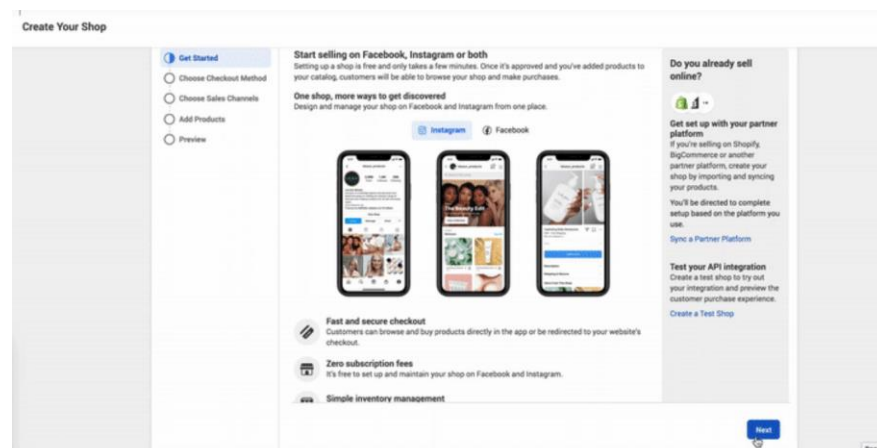 Create Your Shop
Get Started
Choose Checkout Method
Choose Sales Channels
Add Products
Preview
Start selling on Facebook, Instagram or both
Setting up a shop is free and only takes a few minutes. Once it's approved and you've added products to
your catalog, customers will be able to browse your shop and make purchases.
One shop, more ways to get discovered
Design and manage your shop on Facebook and Instagram from one place.
Instagram
Facebook
The Beauty Edit
Fast and secure checkout
Customers can browse and buy products directly in the app or be redirected to your website's
checkout.
Zero subscription fees
It's free to set up and maintain your shop on Facebook and Instagram.
Simple inventory management
Do you already sell
online?
Get set up with your partner
platform
If you're selling on Shopify,
BigCommerce or another
partner platform, create your
shop by importing and syncing
your products.
You'll be directed to complete
setup based on the platform you
use.
Sync a Partner Platform
Test your API integration
Create a test shop to try out
your integration and preview the
customer purchase experience.
Create a Test Shop
Next